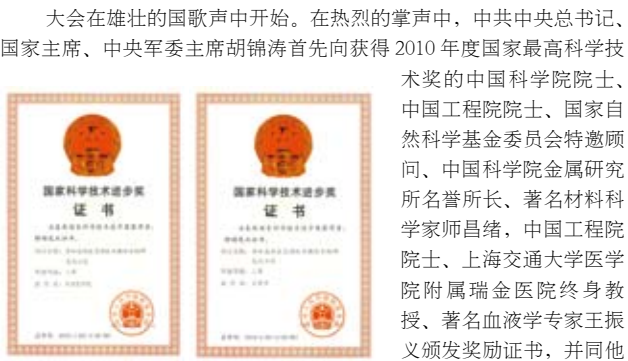 大会在雄壮的国歌声中开始。在热烈的掌声中，中共中央总书记、
国家主席、中央军委主席胡锦涛首先向获得 2010 年度国家最高科学技
术奖的中国科学院院士、
中国工程院院士、国家自
然科学基金委员会特邀顾
问、中国科学院金属研究
所名誉所长、著名材料科
学家师昌绪，中国工程院
院士、上海交通大学医学
院附属瑞金医院终身教
授、著名血液学专家王振
义颁发奖励证书，并同他
国家科学技术进步奖
证 书
国家科学技术进步奖
证 书